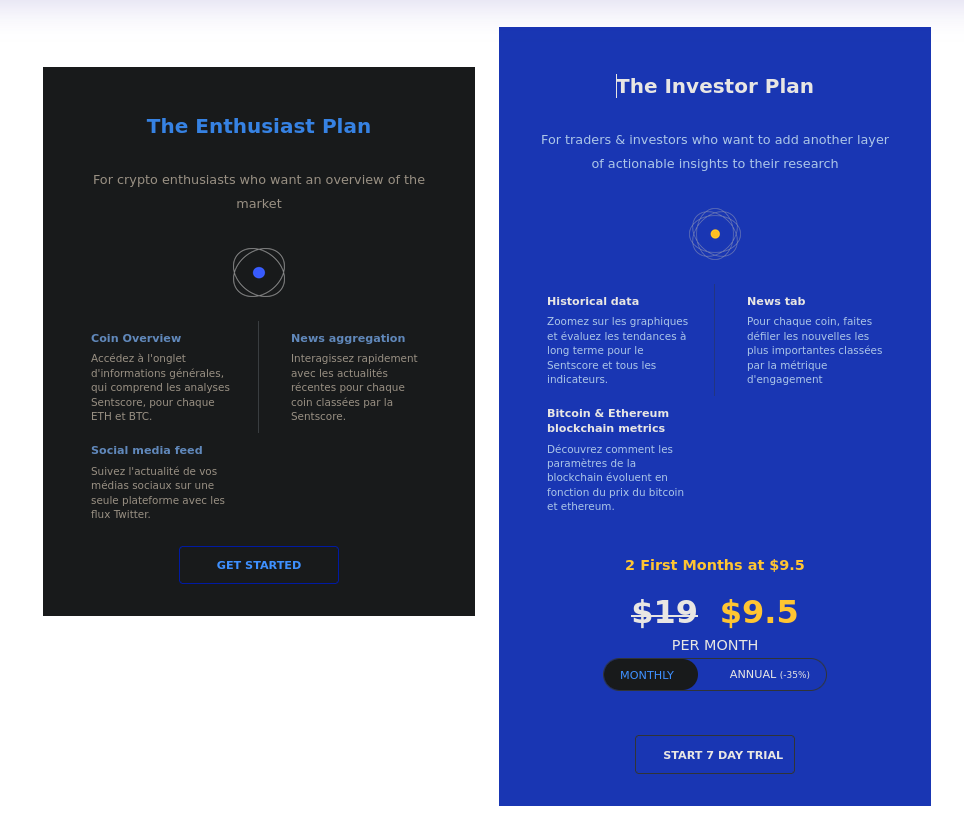 The Enthusiast Plan
For crypto enthusiasts who want an overview of the
market
Coin Overview
Accédez à l'onglet
d'informations générales,
qui comprend les analyses
Sentscore, pour chaque
ETH et BTC.
News aggregation
Interagissez rapidement
avec les actualités
récentes pour chaque
coin classées par la
Sentscore.
Social media feed
Suivez l'actualité de vos
médias sociaux sur une
seule plateforme avec les
flux Twitter.
GET STARTED
The Investor Plan
For traders & investors who want to add another layer
of actionable insights to their research
Historical data
Zoomez sur les graphiques
et évaluez les tendances à
long terme pour le
Sentscore et tous les
indicateurs.
News tab
Pour chaque coin, faites
défiler les nouvelles les
plus importantes classées
par la métrique
d'engagement
Bitcoin & Ethereum
blockchain metrics
Découvrez comment les
paramètres de la
blockchain évoluent en
fonction du prix du bitcoin
et ethereum.
2 First Months at $9.5
$19 $9.5
PER MONTH
MONTHLY ANNUAL (-35%)
START 7 DAY TRIAL